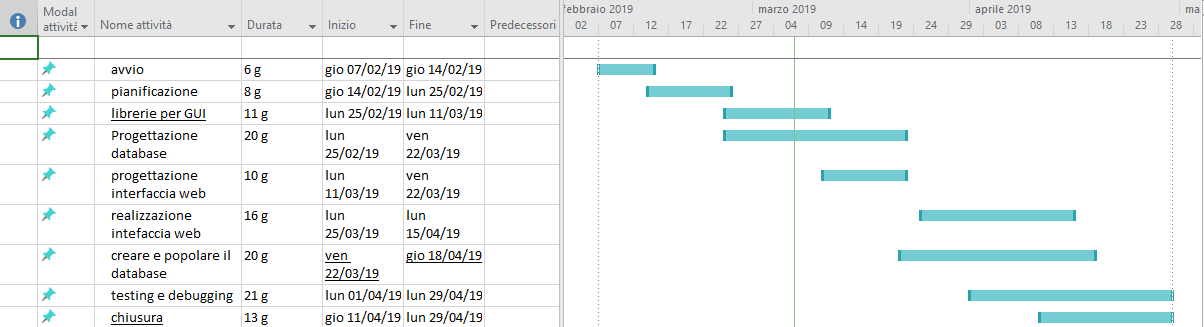 febbraio 2019 marzo 2019 aprile 2019 ma
Modal
attività Nome attività Durata Inizio Fine Predecessori 02 07 12 17 22 27 04 09 14 19 24 29 03 08 13 18 23 28 03
avvio 6 g gio 07/02/19 gio 14/02/19
pianificazione 8 g gio 14/02/19 lun 25/02/19
librerie per GUI 11 g lun 25/02/19 lun 11/03/19
Progettazione 20 g lun ven
database 25/02/19 22/03/19
progettazione 10 g lun ven
interfaccia web 11/03/19 22/03/19
realizzazione 16 g lun lun
intefaccia web 25/03/19 15/04/19
creare e popolare il 20 g ven gio 18/04/19
database 22/03/19
testing e debugging 21 g lun 01/04/19 lun 29/04/19
chiusura 13 g gio 11/04/19 lun 29/04/19